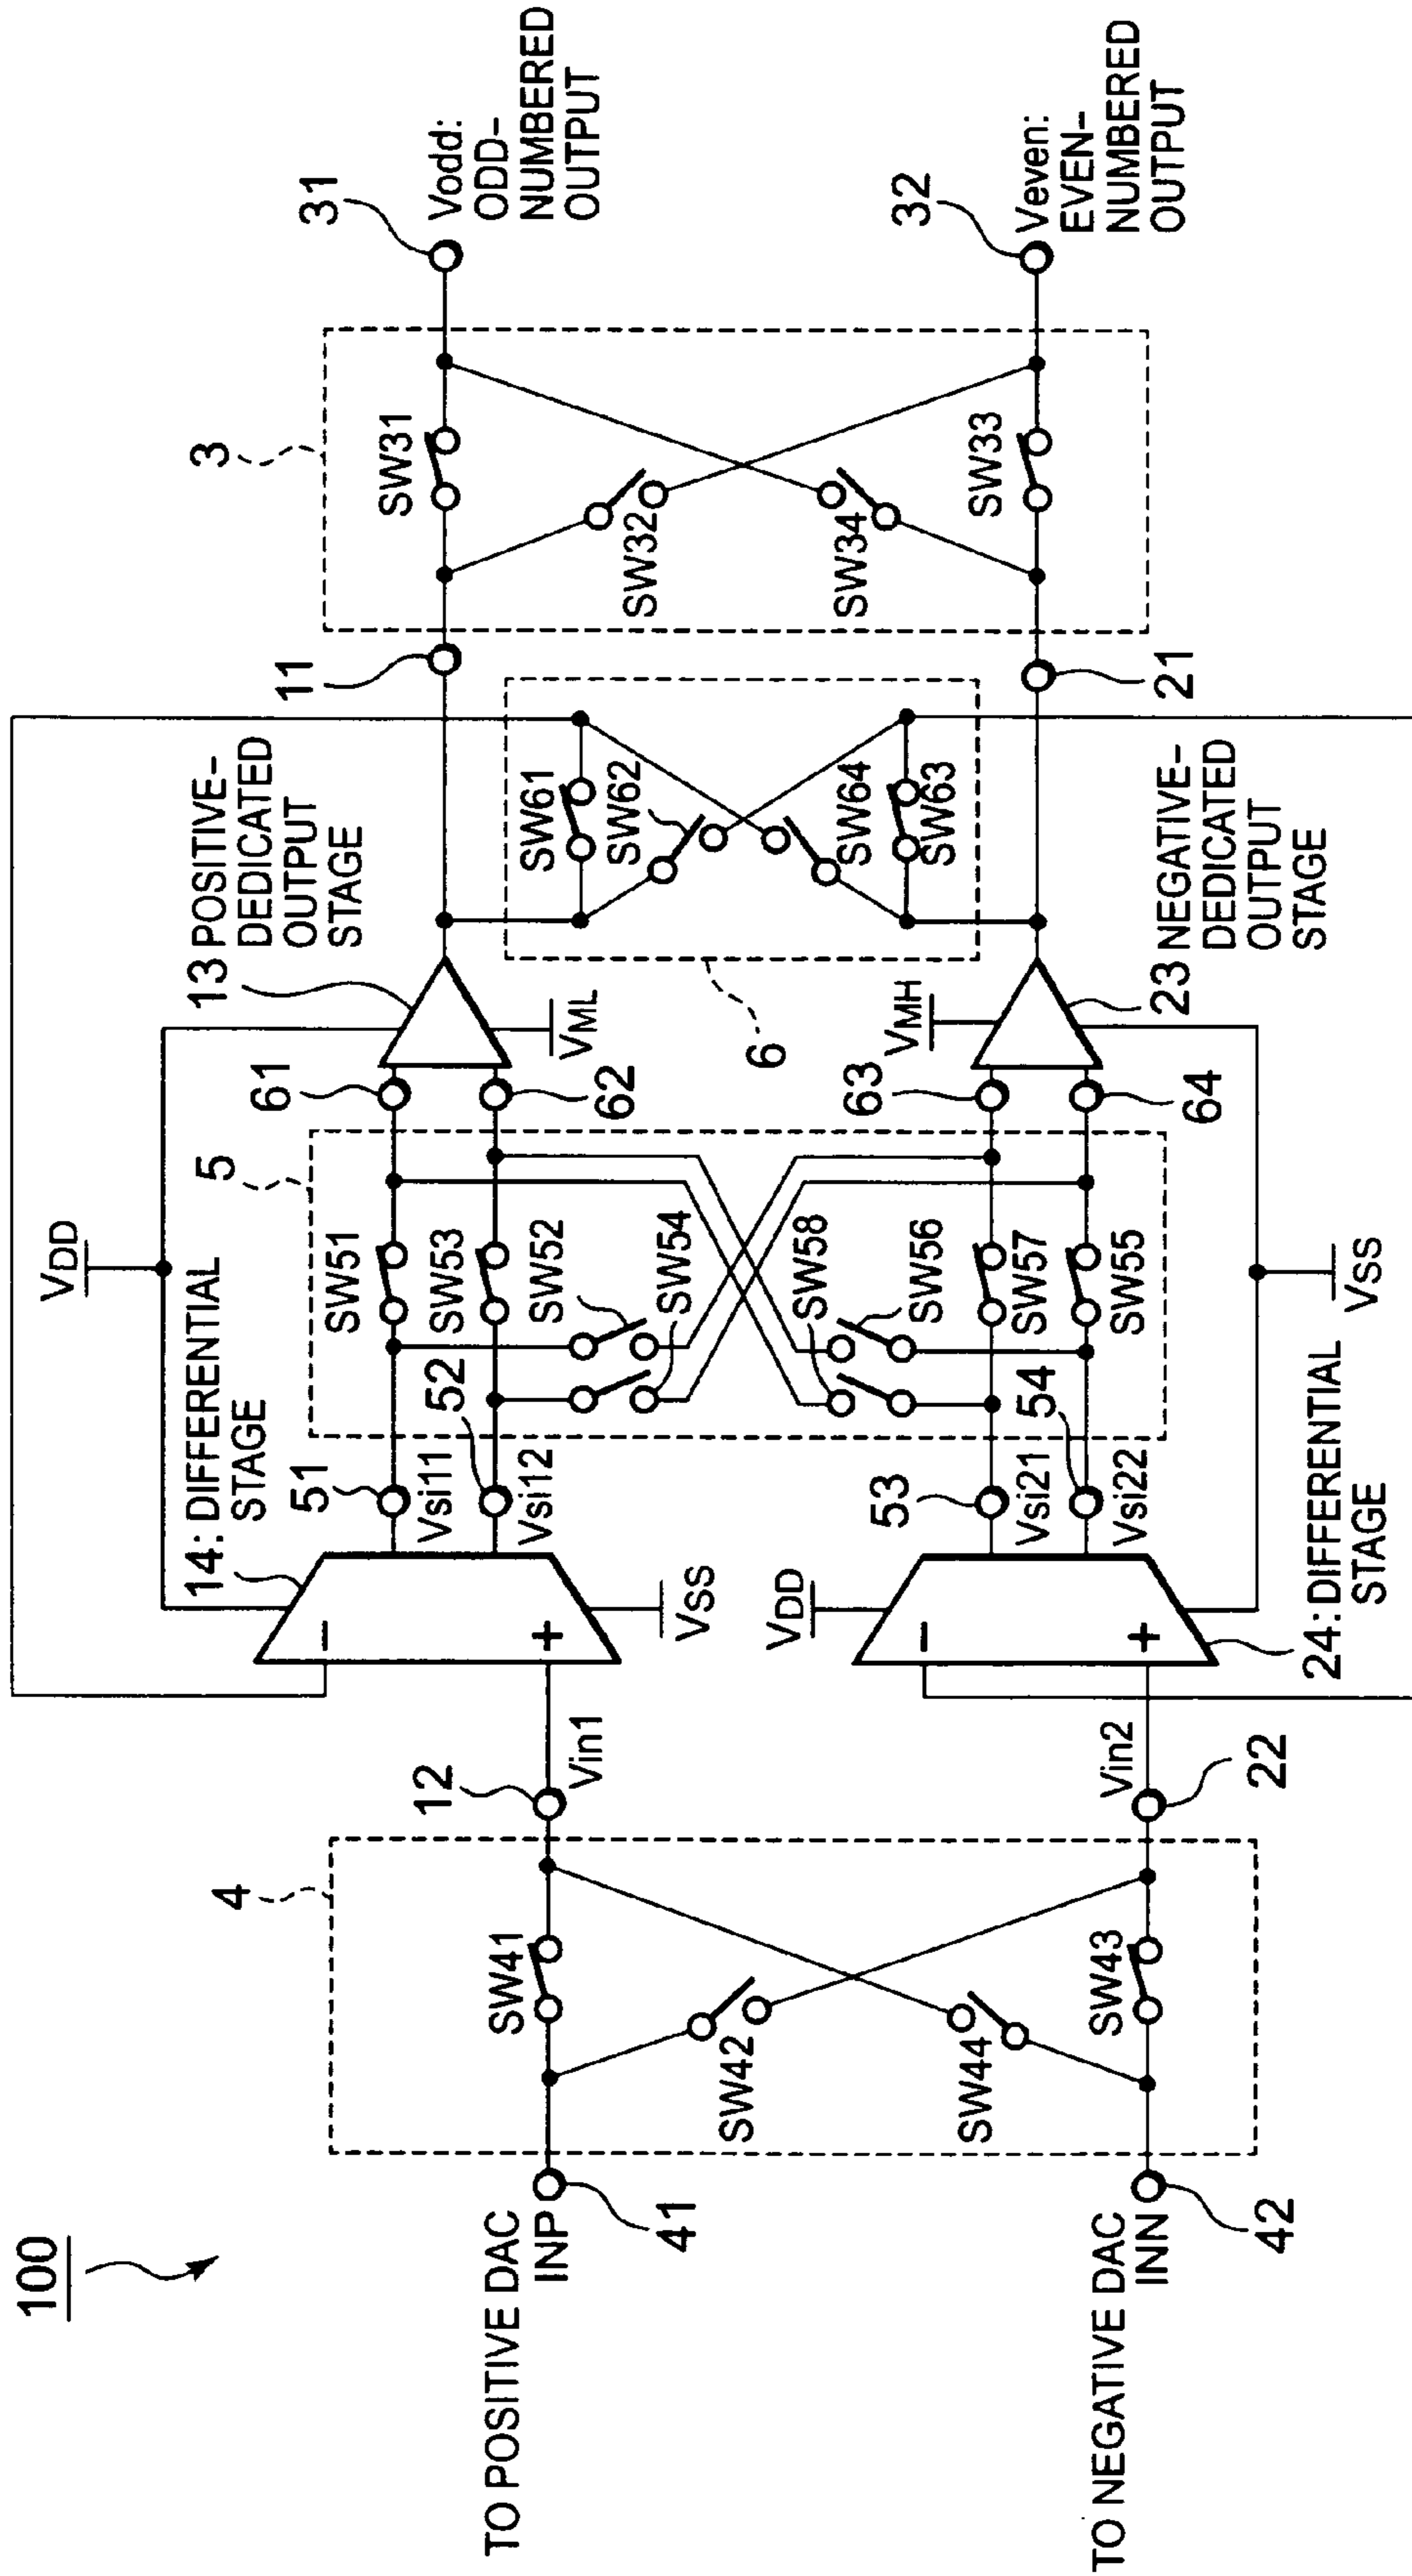 100
TO POSITIVE DAC
INP
41
TO NEGATIVE DAC
INN
42
4
SW41
SW42
SW44
SW43
12
Vin1
Vin2
22
VDD
14: DIFFERENTIAL
STAGE
VSS
VDD
24: DIFFERENTIAL
STAGE
VSS
51
Vsi11
52
Vsi12
53
Vsi21
54
Vsi22
5
SW51
SW53
SW52
SW54
SW58
SW56
SW57
SW55
61
62
63
64
13 POSITIVE-
DEDICATED
OUTPUT
STAGE
VML
VMH
23 NEGATIVE-
DEDICATED
OUTPUT
STAGE
6
SW61
SW62
SW64
SW63
11
21
3
SW31
SW32
SW34
SW33
31
Vodd:
ODD-
NUMBERED
OUTPUT
32
Veven:
EVEN-
NUMBERED
OUTPUT